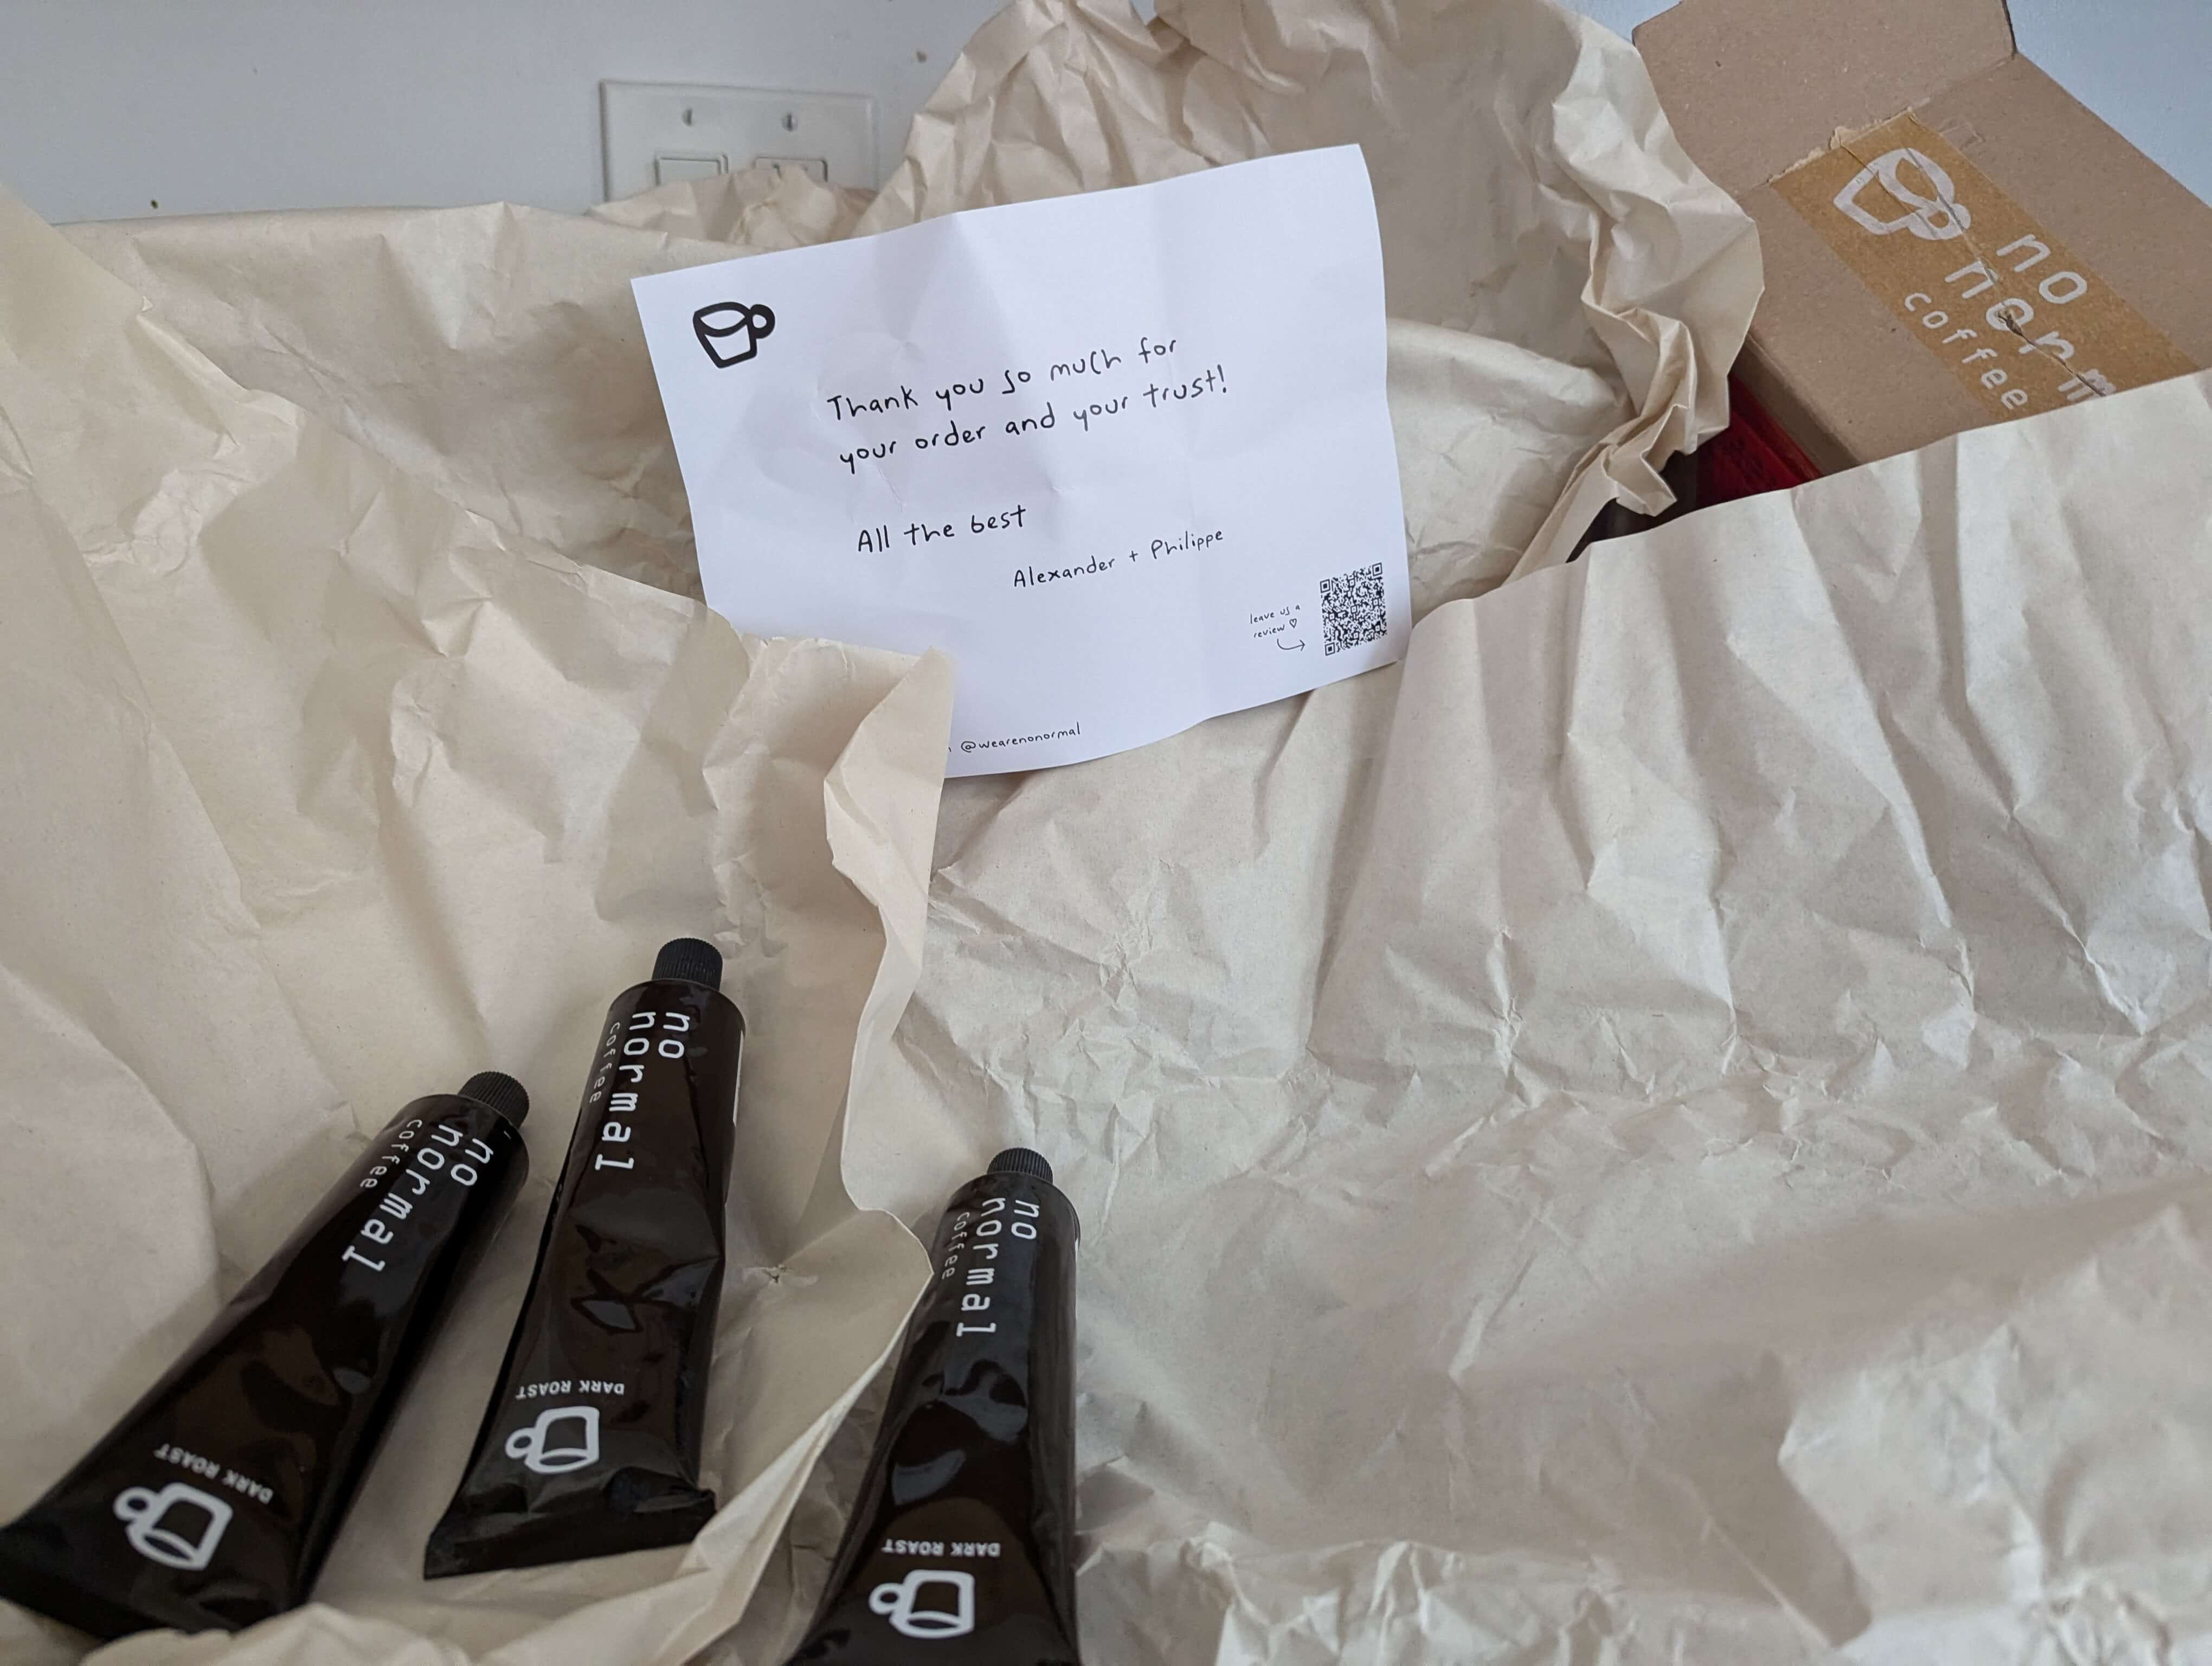 Thank you so much for
your order and your trust!
All the best
Alexander + Philippe
leave us a
review ♡
@wearenonormal
no
norm
coffee
no
normal
coffee
DARK ROAST
no
normal
coffee
DARK ROAST
no
normal
coffee
DARK ROAST